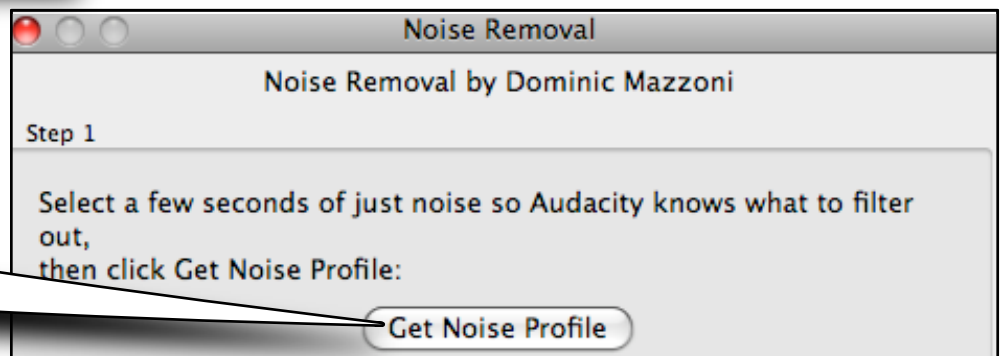 Noise Removal
Noise Removal by Dominic Mazzoni
Step 1
Select a few seconds of just noise so Audacity knows what to filter
out,
then click Get Noise Profile:
Get Noise Profile